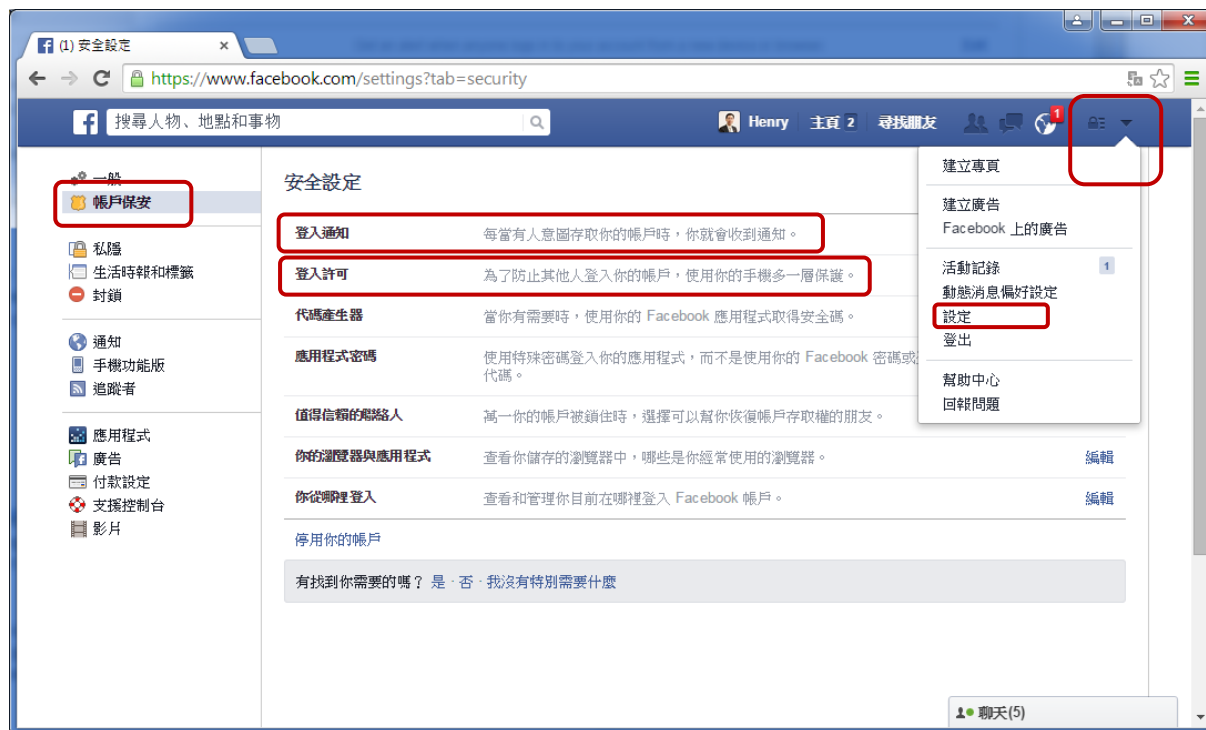 (1) 安全設定
https://www.facebook.com/settings?tab=security
搜尋人物、地點和事物
Henry
主頁 2
尋找朋友
1
一般
帳戶保安
私隱
生活時報和標籤
封鎖
通知
手機功能版
追蹤者
應用程式
廣告
付款設定
支援控制台
影片
安全設定
登入通知 每當有人意圖存取你的帳戶時，你就會收到通知。
登入許可 為了防止其他人登入你的帳戶，使用你的手機多一層保護。
代碼產生器 當你有需要時，使用你的 Facebook 應用程式取得安全碼。
應用程式密碼 使用特殊密碼登入你的應用程式，而不是使用你的 Facebook 密碼或
代碼。
值得信賴的聯絡人 萬一你的帳戶被鎖住時，選擇可以幫你恢復帳戶存取權的朋友。
你的瀏覽器與應用程式 查看你儲存的瀏覽器中，哪些是你經常使用的瀏覽器。 編輯
你從哪裡登入 查看和管理你目前在哪裡登入 Facebook 帳戶。 編輯
停用你的帳戶
有找到你需要的嗎？ 是 · 否 · 我沒有特別需要什麼
建立專頁
建立廣告
Facebook 上的廣告
活動記錄 1
動態消息偏好設定
設定
登出
幫助中心
回報問題
聊天(5)